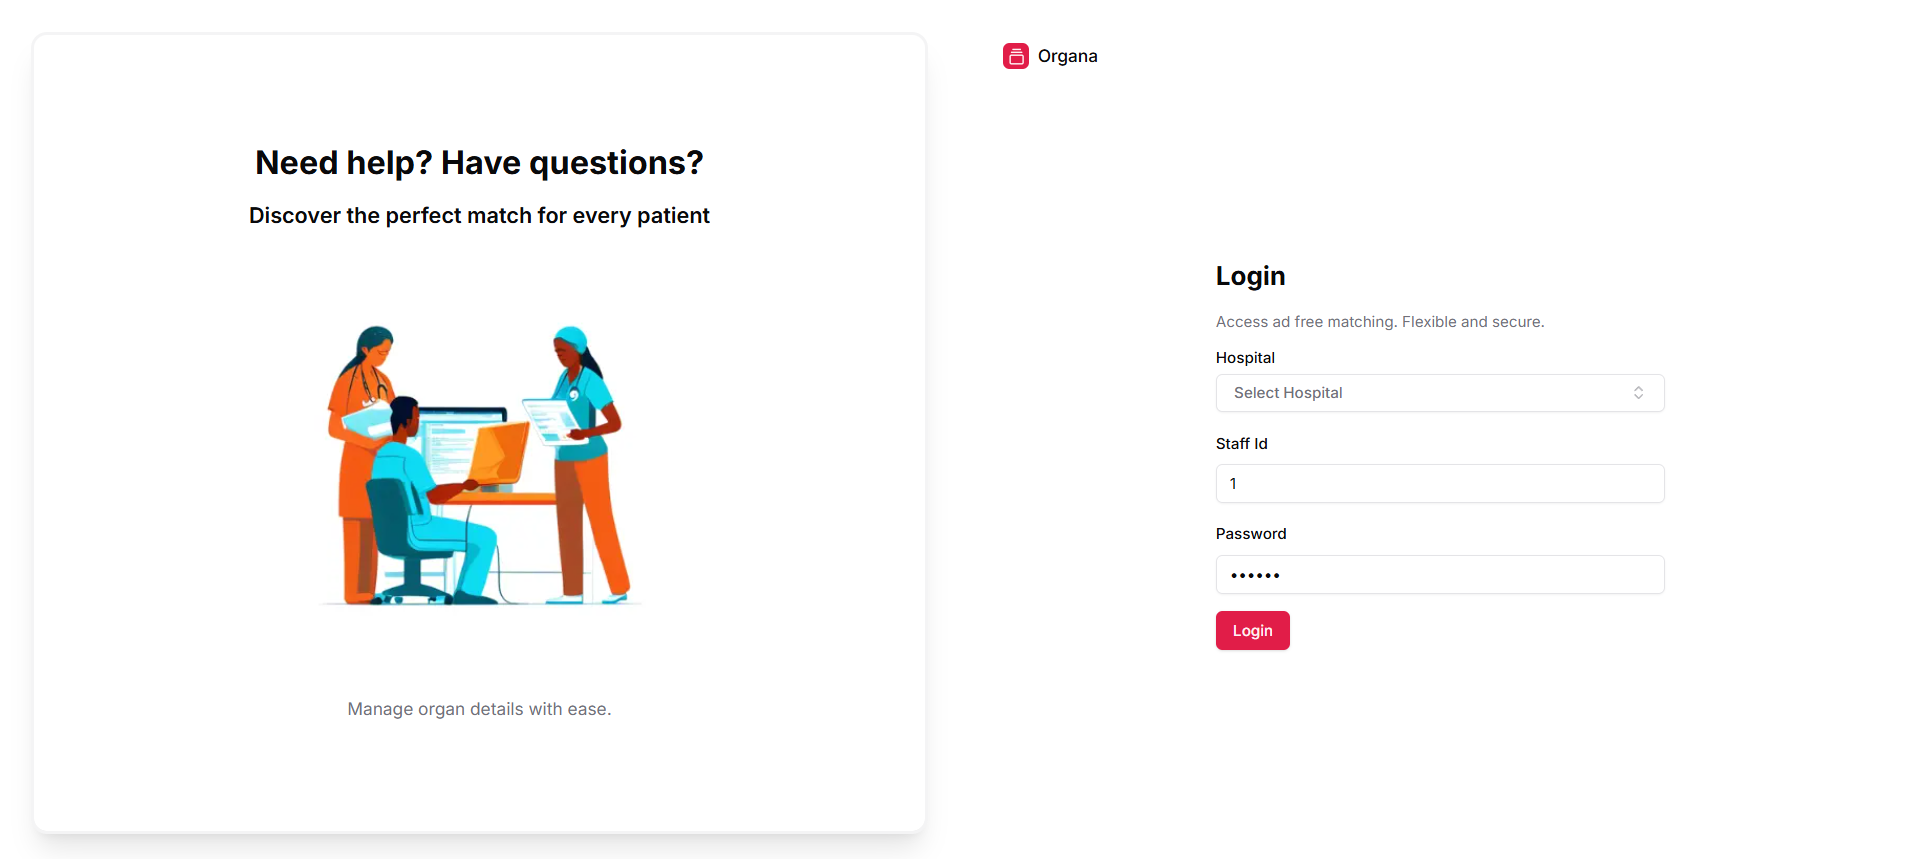 Need help? Have questions?
Discover the perfect match for every patient
Manage organ details with ease.
Organa
Login
Access ad free matching. Flexible and secure.
Hospital
Select Hospital
Staff Id
1
Password
••••••
Login